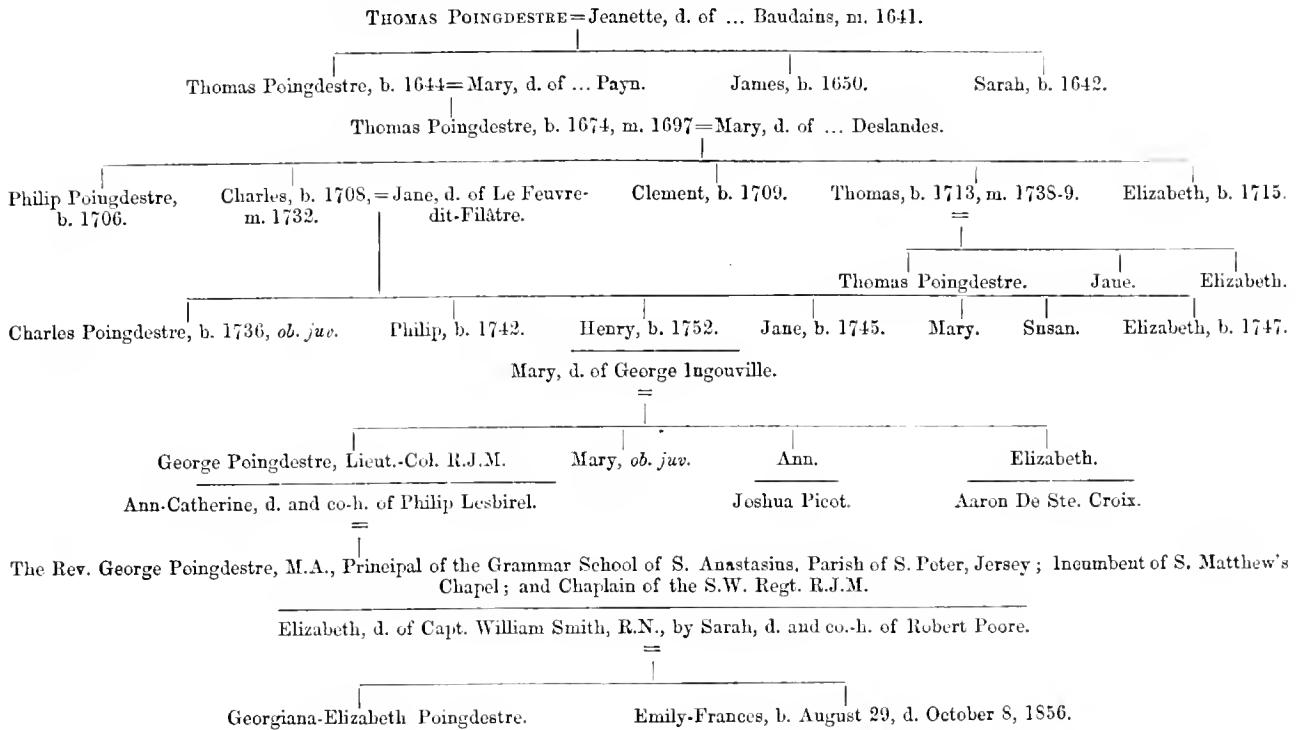 THOMAS POINGDESTRE=Jeanette, d. of ... Baudains, m. 1641.
Thomas Poingdestre, b. 1644=Mary, d. of ... Payn. James, b. 1650. Sarah, b. 1642.
Thomas Poingdestre, b. 1674, m. 1697=Mary, d. of ... Deslandes.
Philip Poingdestre, b. 1706. Charles, b. 1708,=Jane, d. of Le Feuvre-
m. 1732. dit-Filâtre. Clement, b. 1709. Thomas, b. 1713, m. 1738-9. Elizabeth, b. 1715.
=
Thomas Poingdestre. Jane. Elizabeth.
Charles Poingdestre, b. 1736, ob. juv. Philip, b. 1742. Henry, b. 1752. Jane, b. 1745. Mary. Susan. Elizabeth, b. 1747.
Mary, d. of George Ingouville.
=
George Poingdestre, Lieut.-Col. R.J.M. Mary, ob. juv. Ann. Elizabeth.
Ann-Catherine, d. and co-h. of Philip Lesbirel. Joshua Picot. Aaron De Ste. Croix.
=
The Rev. George Poingdestre, M.A., Principal of the Grammar School of S. Anastasius, Parish of S. Peter, Jersey; Incumbent of S. Matthew's
Chapel; and Chaplain of the S.W. Regt. R.J.M.
Elizabeth, d. of Capt. William Smith, R.N., by Sarah, d. and co.-h. of Robert Poore.
=
Georgiana-Elizabeth Poingdestre. Emily-Frances, b. August 29, d. October 8, 1856.